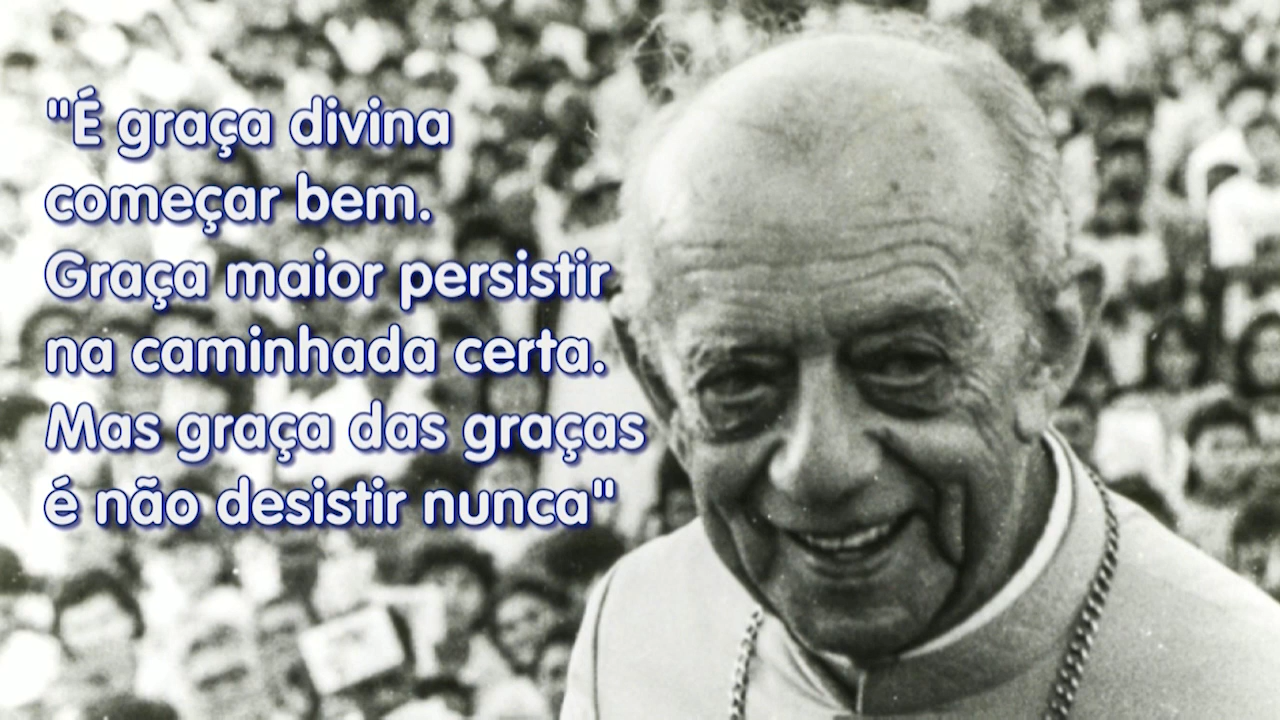 "É graça divina
começar bem.
Graça maior persistir
na caminhada certa.
Mas graça das graças
é não desistir nunca"